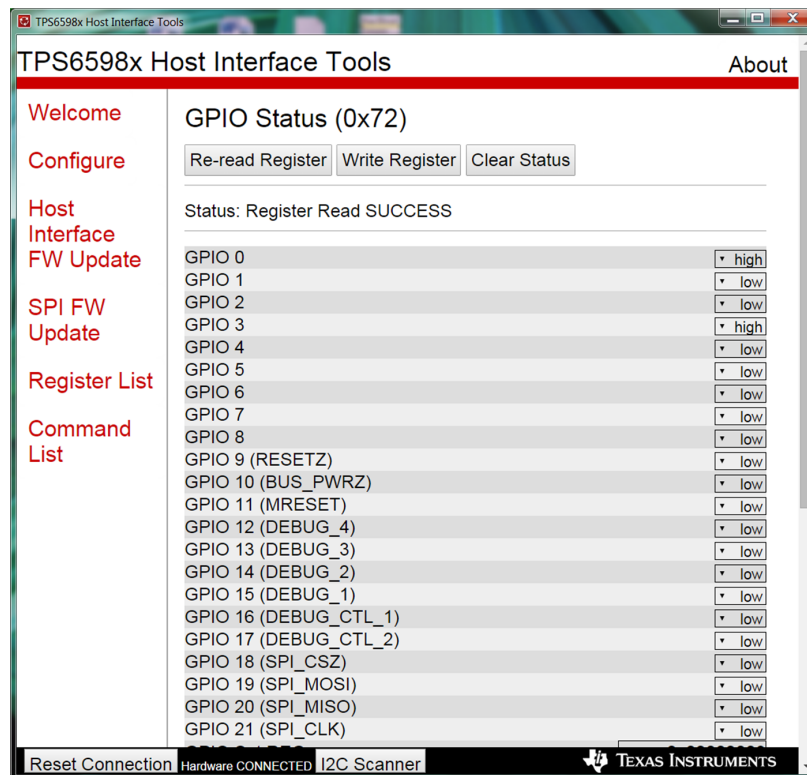 TPS6598x Host Interface Tools
TPS6598x Host Interface Tools
About
Welcome
Configure
Host
Interface
FW Update
SPI FW
Update
Register List
Command
List
GPIO Status (0x72)
Re-read Register Write Register Clear Status
Status: Register Read SUCCESS
GPIO 0 high
GPIO 1 low
GPIO 2 low
GPIO 3 high
GPIO 4 low
GPIO 5 low
GPIO 6 low
GPIO 7 low
GPIO 8 low
GPIO 9 (RESETZ) low
GPIO 10 (BUS_PWRZ) low
GPIO 11 (MRESET) low
GPIO 12 (DEBUG_4) low
GPIO 13 (DEBUG_3) low
GPIO 14 (DEBUG_2) low
GPIO 15 (DEBUG_1) low
GPIO 16 (DEBUG_CTL_1) low
GPIO 17 (DEBUG_CTL_2) low
GPIO 18 (SPI_CSZ) low
GPIO 19 (SPI_MOSI) low
GPIO 20 (SPI_MISO) low
GPIO 21 (SPI_CLK) low
Reset Connection Hardware CONNECTED I2C Scanner TEXAS INSTRUMENTS